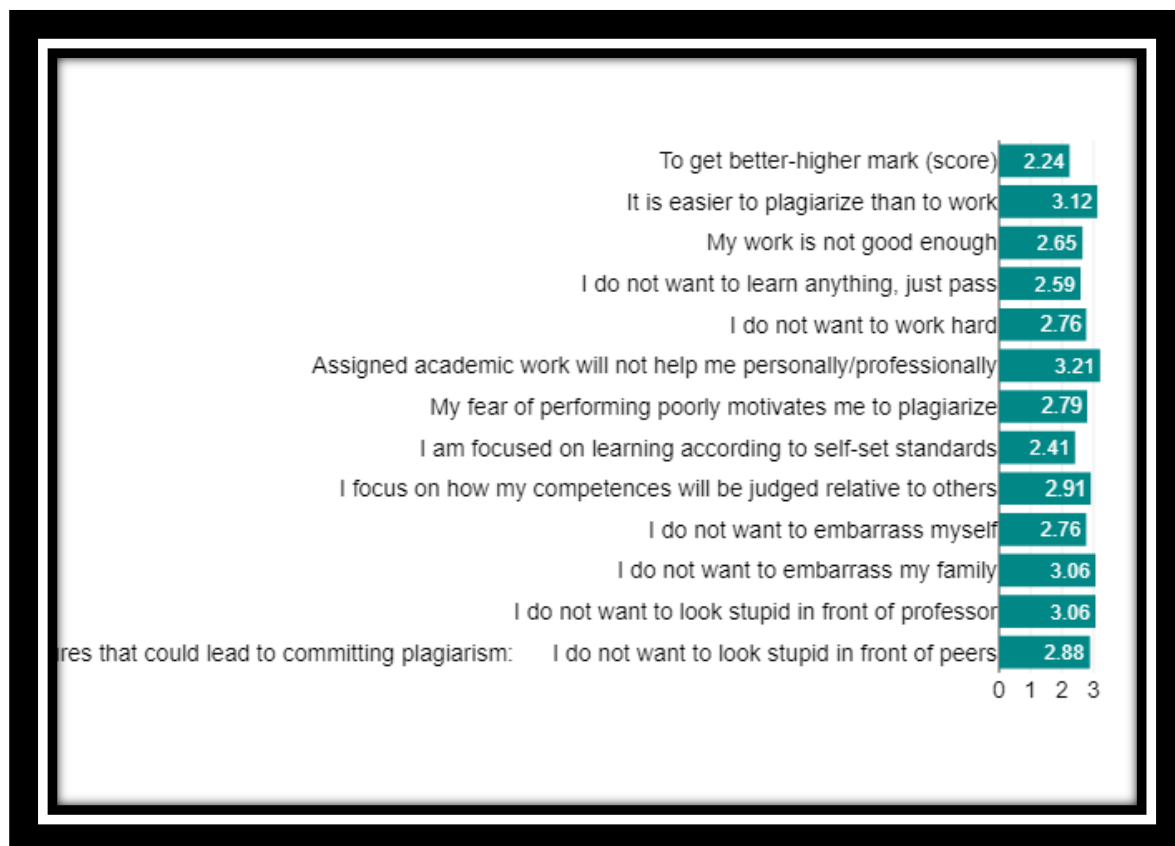 To get better-higher mark (score) 2.24
It is easier to plagiarize than to work 3.12
My work is not good enough 2.65
I do not want to learn anything, just pass 2.59
I do not want to work hard 2.76
Assigned academic work will not help me personally/professionally 3.21
My fear of performing poorly motivates me to plagiarize 2.79
I am focused on learning according to self-set standards 2.41
I focus on how my competences will be judged relative to others 2.91
I do not want to embarrass myself 2.76
I do not want to embarrass my family 3.06
I do not want to look stupid in front of professor 3.06
that could lead to committing plagiarism: I do not want to look stupid in front of peers 2.88
0 1 2 3